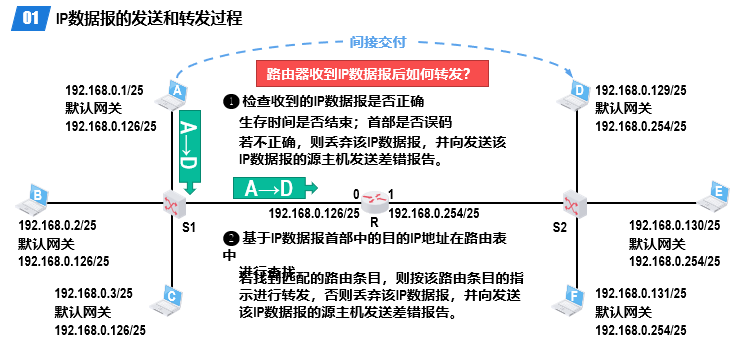 01 IP数据报的发送和转发过程
间接交付
路由器收到IP数据报后如何转发？
A
192.168.0.1/25
默认网关
192.168.0.126/25
D
192.168.0.129/25
默认网关
192.168.0.254/25
❶检查收到的IP数据报是否正确
生存时间是否结束；首部是否误码
若不正确，则丢弃该IP数据报，并向发送该
IP数据报的源主机发送差错报告。
A→D
A→D
B
192.168.0.2/25
默认网关
192.168.0.126/25
S1
192.168.0.126/25
0
1
R
192.168.0.254/25
S2
E
192.168.0.130/25
默认网关
192.168.0.254/25
❷基于IP数据报首部中的目的IP地址在路由表
中
进行查找
若找到匹配的路由条目，则按该路由条目的指
示进行转发，否则丢弃该IP数据报，并向发送
该IP数据报的源主机发送差错报告。
C
192.168.0.3/25
默认网关
192.168.0.126/25
F
192.168.0.131/25
默认网关
192.168.0.254/25